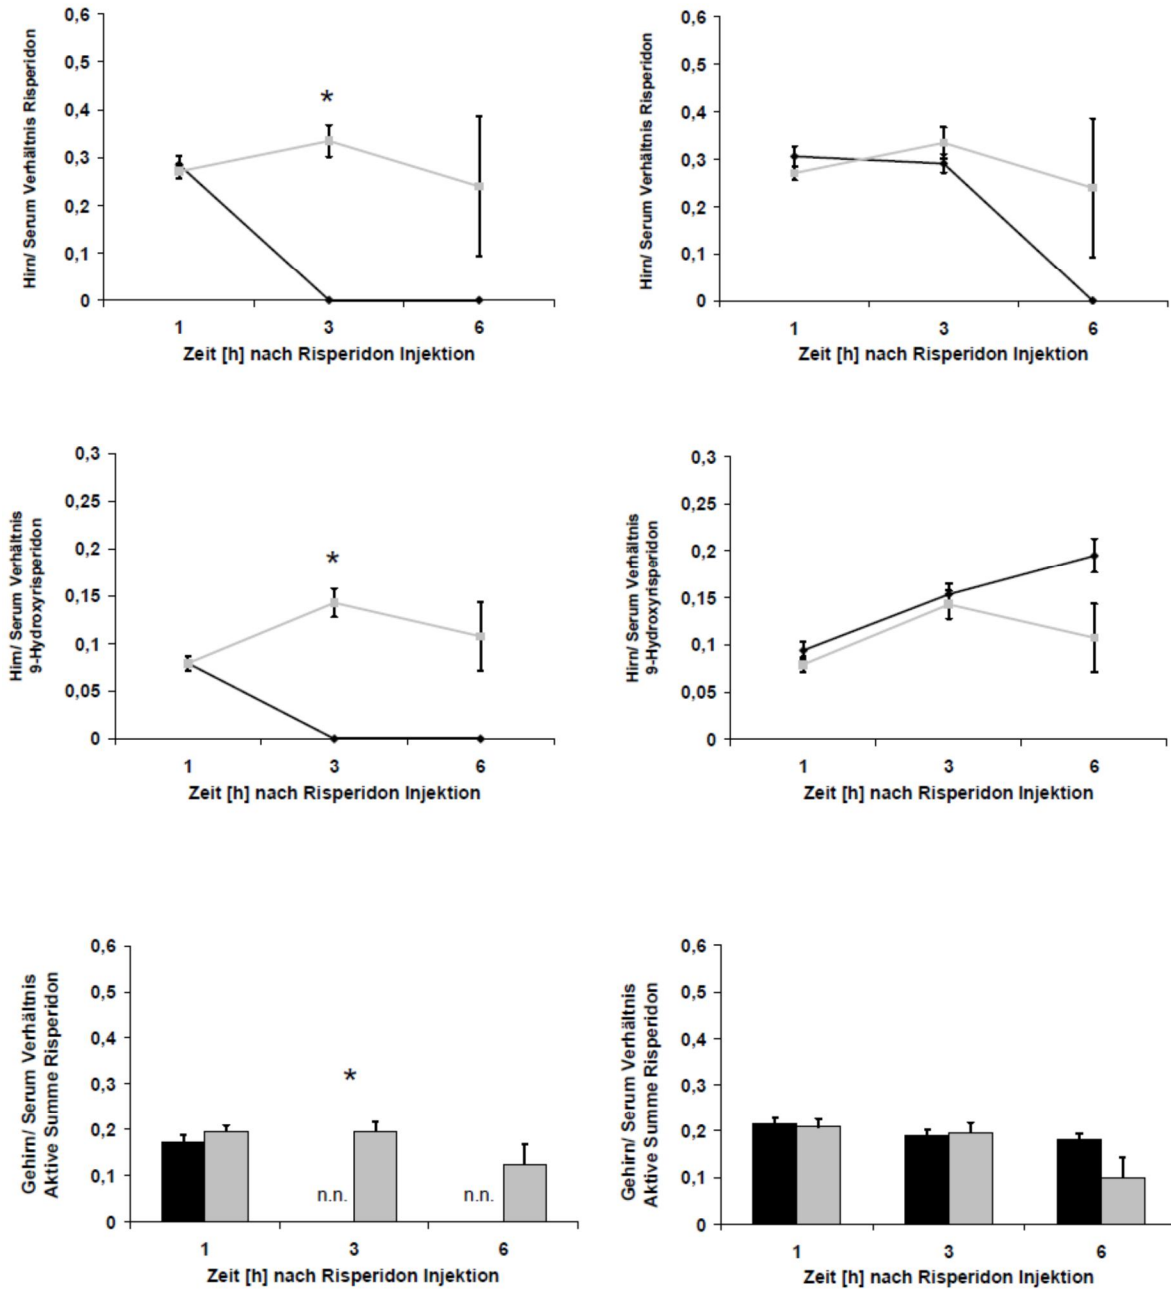 Hirn/ Serum Verhältnis Risperidon
0,6
0,5
0,4
0,3
0,2
0,1
0
*
1 3 6
Zeit [h] nach Risperidon Injektion
Hirn/ Serum Verhältnis Risperidon
0,6
0,5
0,4
0,3
0,2
0,1
0
1 3 6
Zeit [h] nach Risperidon Injektion
Hirn/ Serum Verhältnis
9-Hydroxyrisperidon
0,3
0,25
0,2
0,15
0,1
0,05
0
*
1 3 6
Zeit [h] nach Risperidon Injektion
Hirn/ Serum Verhältnis
9-Hydroxyrisperidon
0,3
0,25
0,2
0,15
0,1
0,05
0
1 3 6
Zeit [h] nach Risperidon Injektion
Gehirn/ Serum Verhältnis
Aktive Summe Risperidon
0,6
0,5
0,4
0,3
0,2
0,1
0
*
n.n. n.n.
1 3 6
Zeit [h] nach Risperidon Injektion
Gehirn/ Serum Verhältnis
Aktive Summe Risperidon
0,6
0,5
0,4
0,3
0,2
0,1
0
1 3 6
Zeit [h] nach Risperidon Injektion